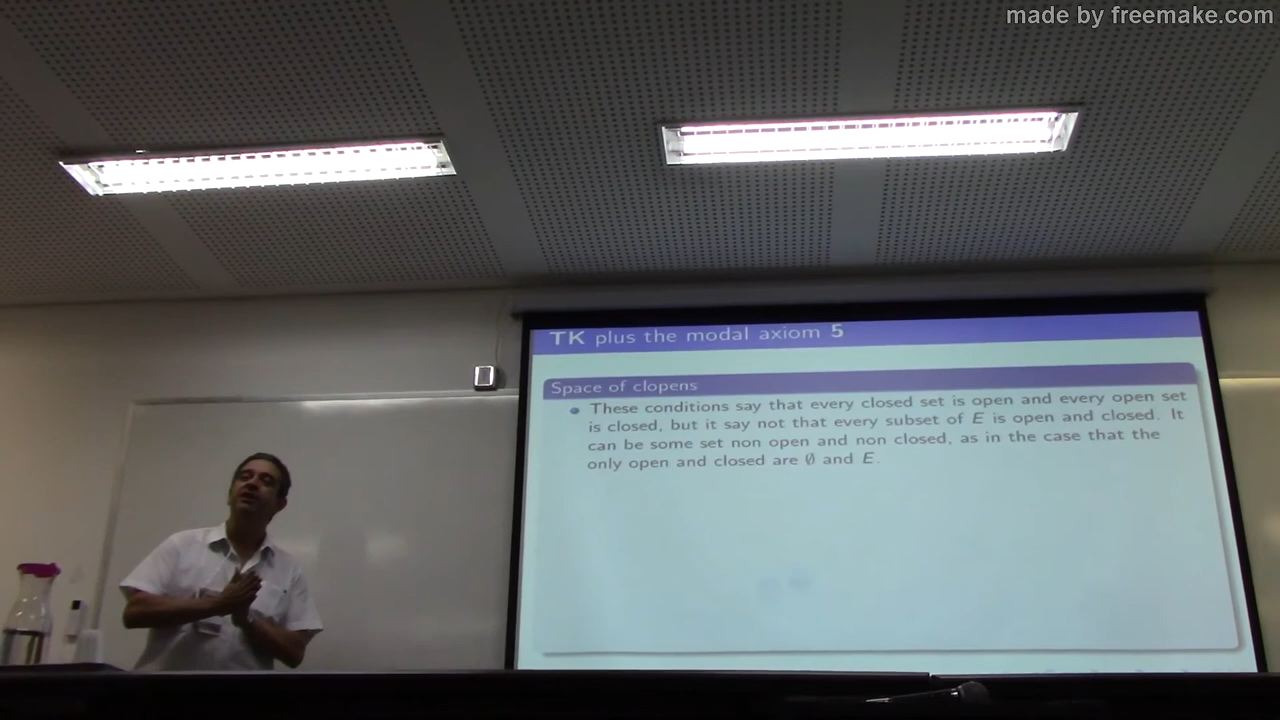 made by freemake.com
TK plus the modal axiom 5
Space of clopens
These conditions say that every closed set is open and every open set
is closed, but it say not that every subset of E is open and closed. It
can be some set non open and non closed, as in the case that the
only open and closed are ∅ and E.